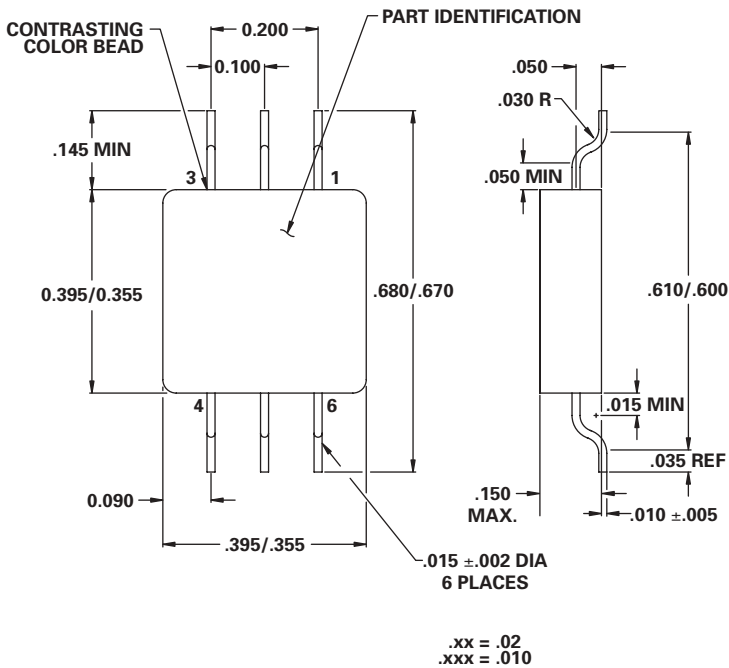 CONTRASTING
COLOR BEAD
0.200
PART IDENTIFICATION
0.100
.050
.030 R
.145 MIN
3
1
.050 MIN
0.395/0.355
.680/.670
.610/.600
4
6
.015 MIN
.035 REF
0.090
.150
MAX.
.010 ±.005
.395/.355
.015 ±.002 DIA
6 PLACES
.xx = .02
.xxx = .010